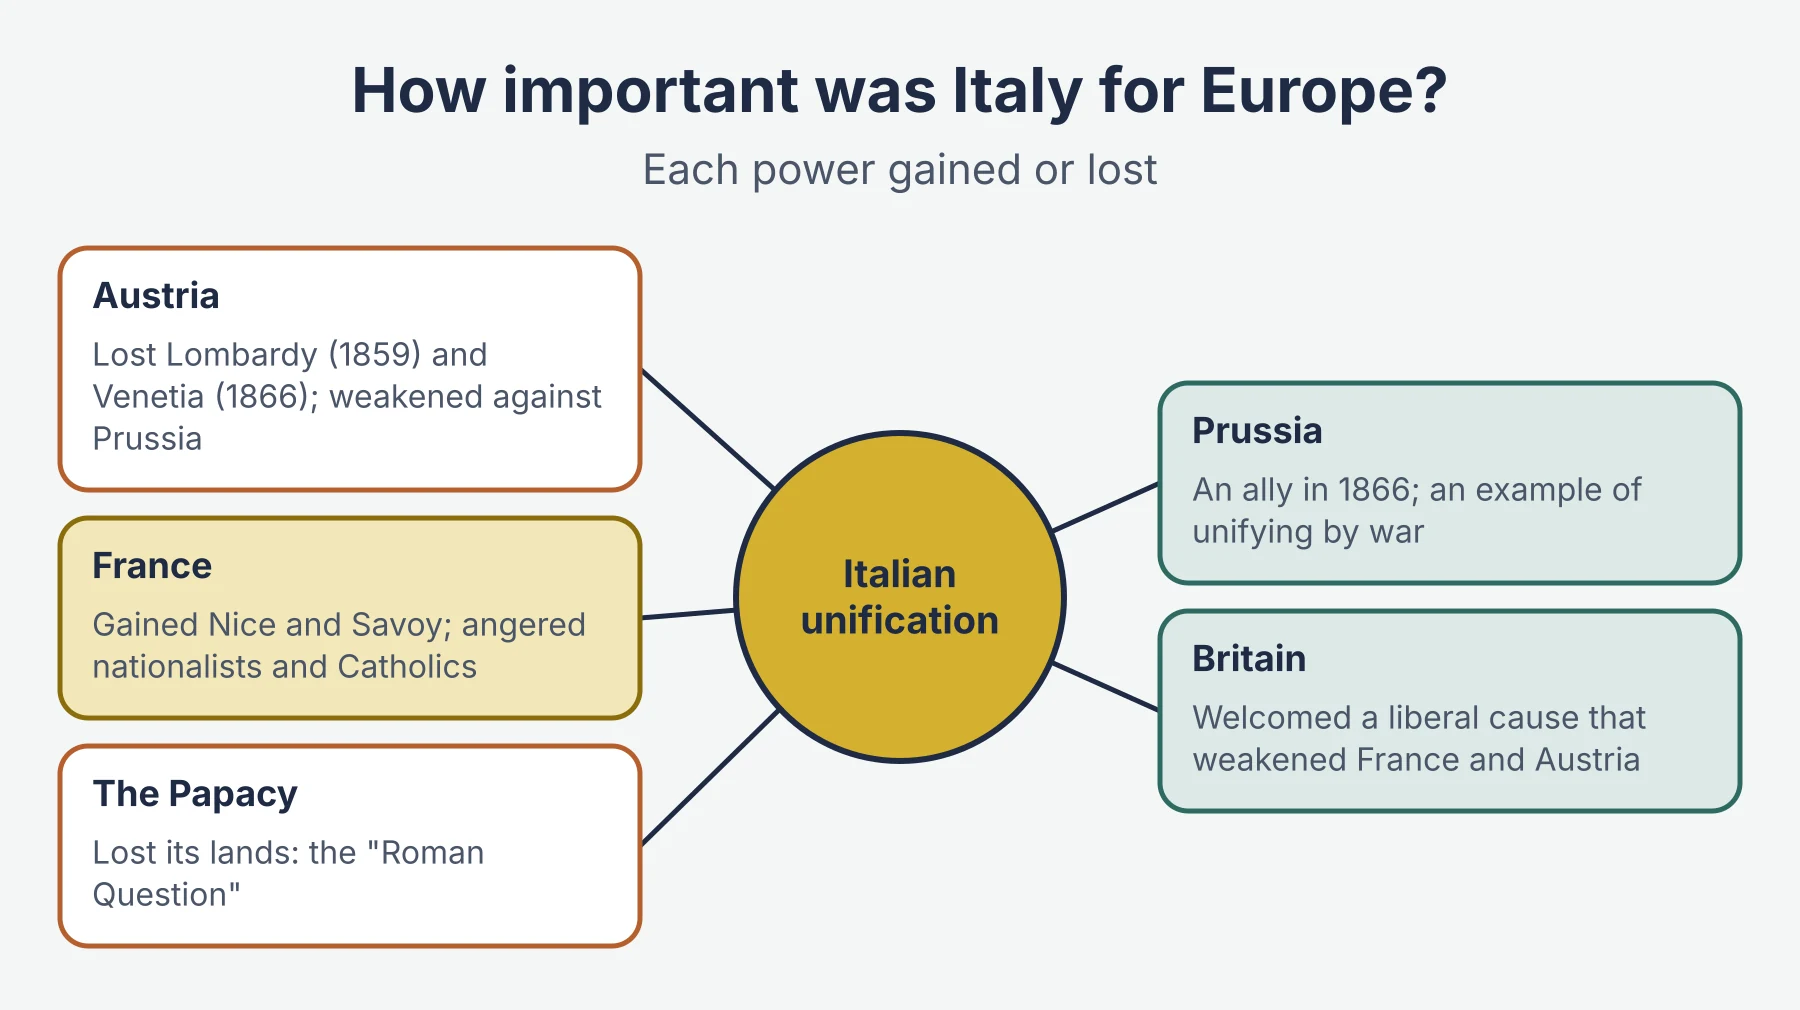 How important was Italy for Europe?
Each power gained or lost
Austria
Lost Lombardy (1859) and
Venetia (1866); weakened against
Prussia
France
Gained Nice and Savoy; angered
nationalists and Catholics
The Papacy
Lost its lands: the "Roman
Question"
Italian
unification
Prussia
An ally in 1866; an example of
unifying by war
Britain
Welcomed a liberal cause that
weakened France and Austria